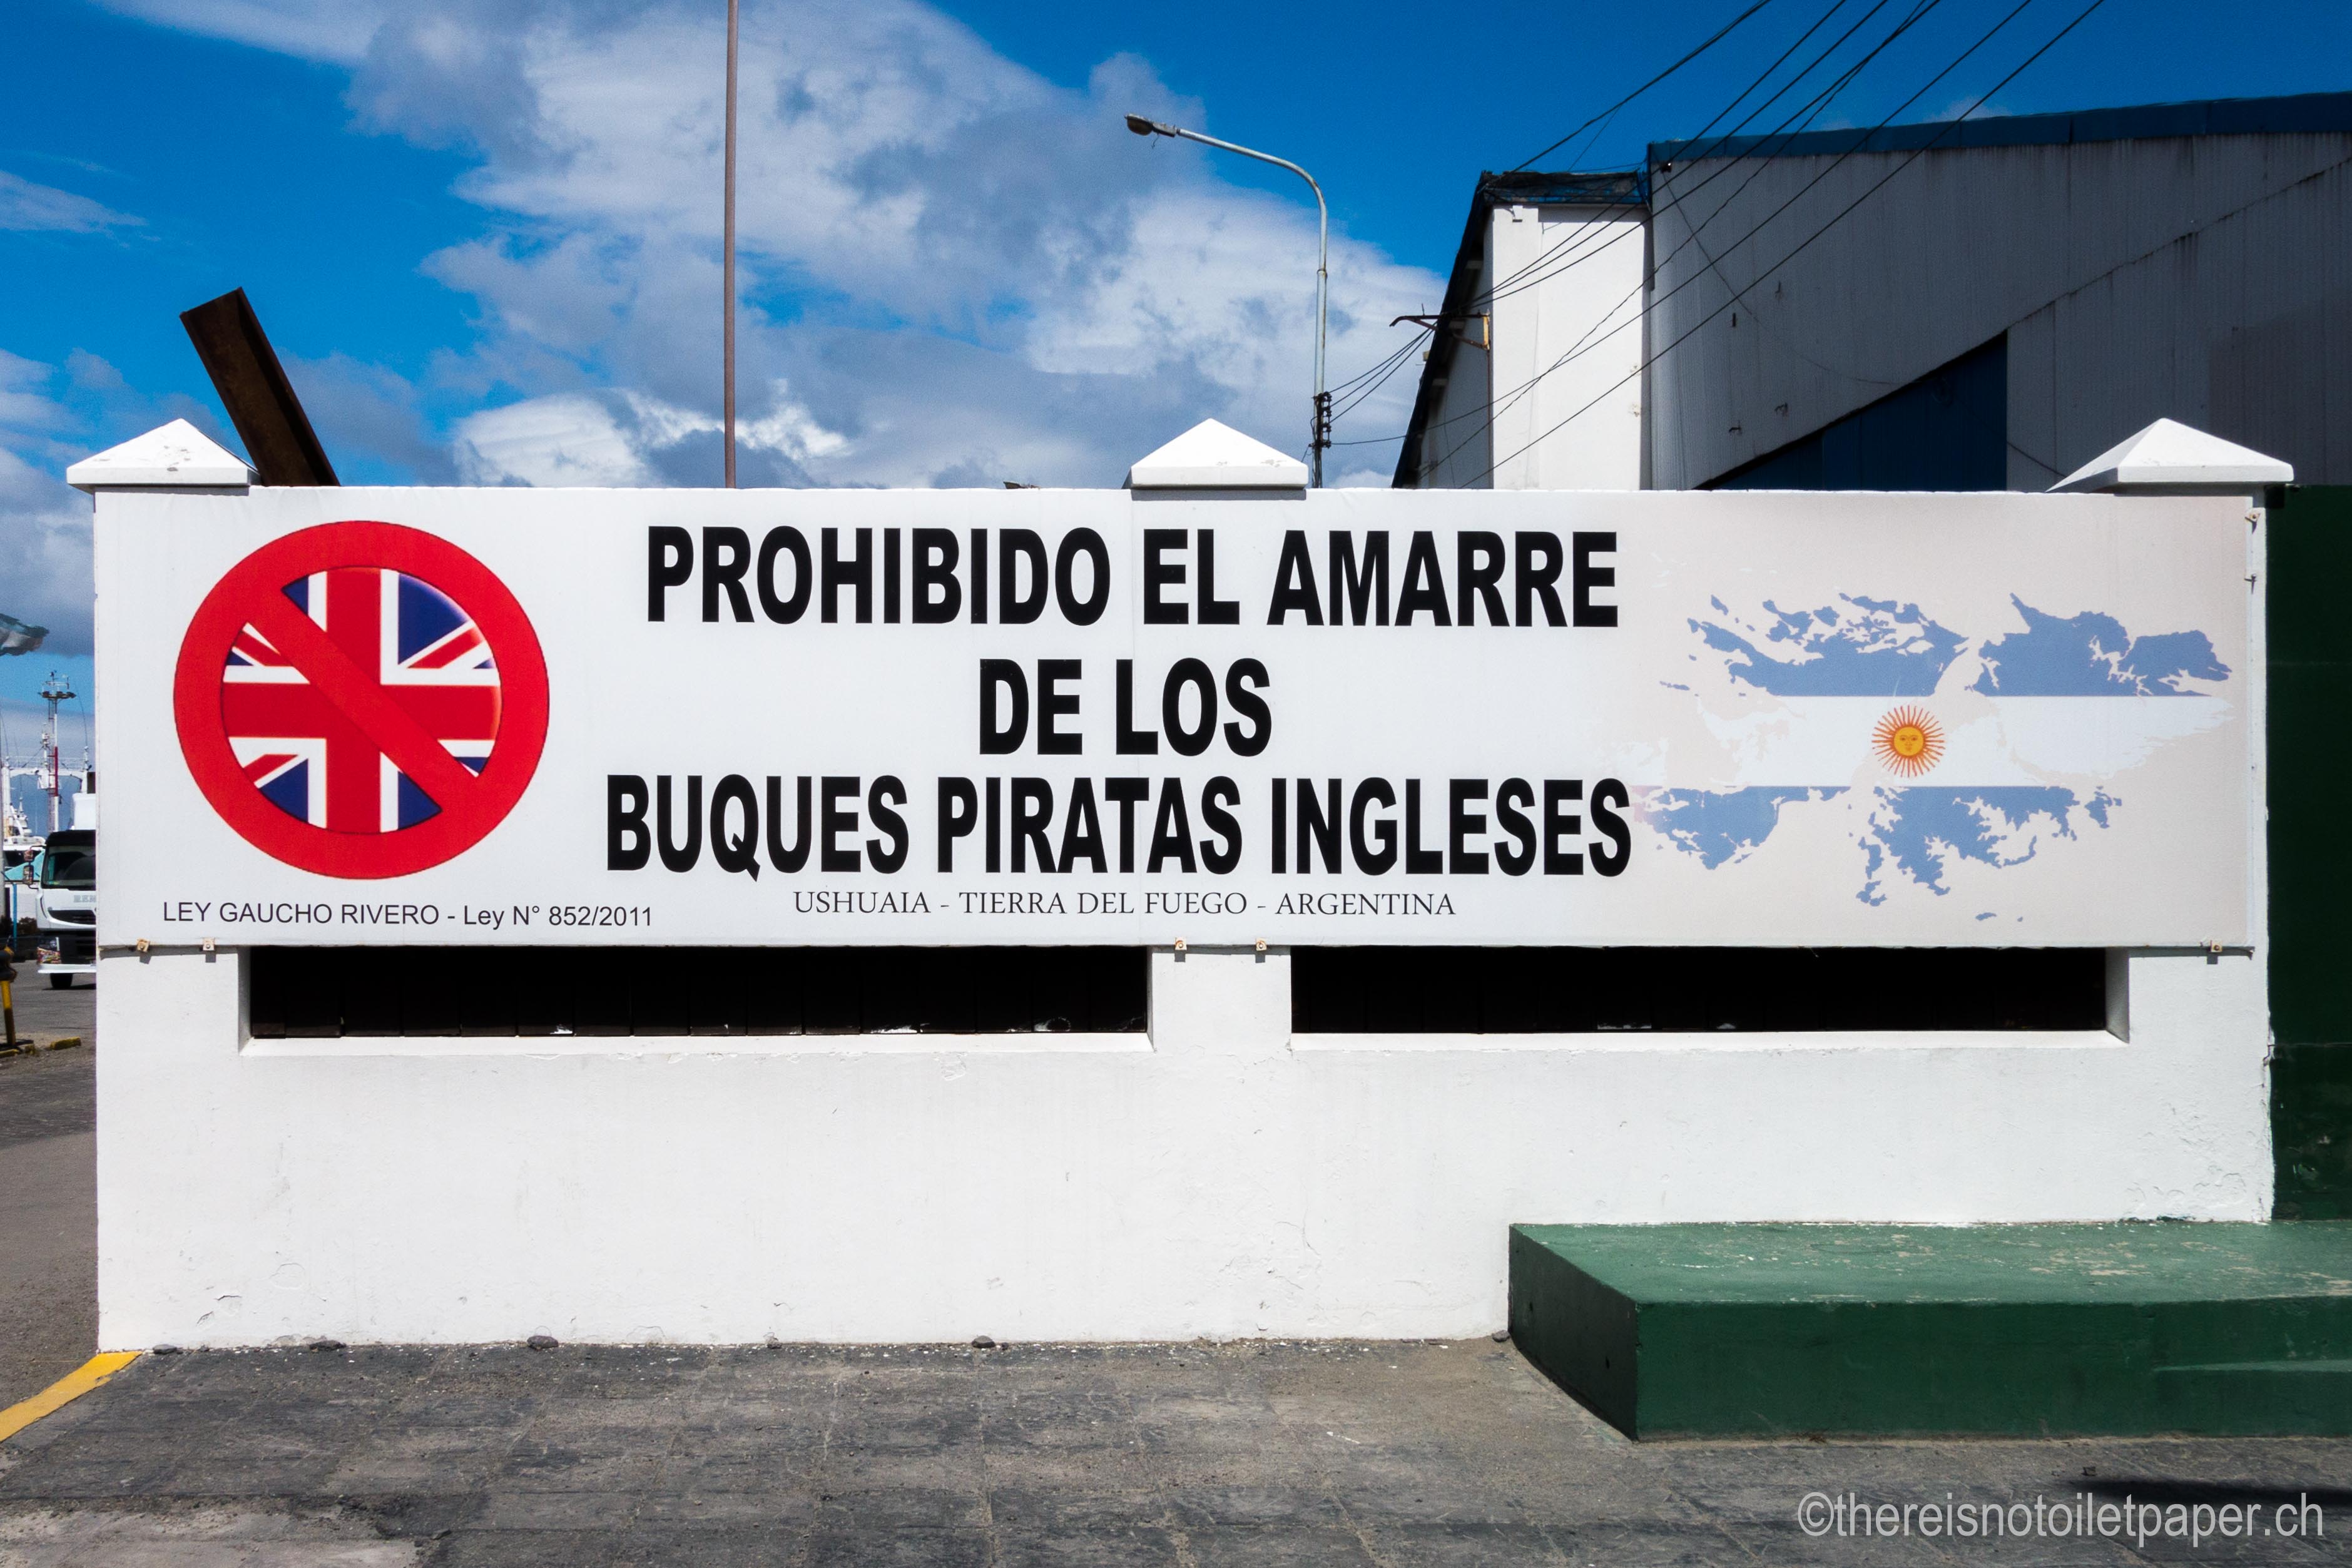 PROHIBIDO EL AMARRE
DE LOS
BUQUES PIRATAS INGLESES
USHUAIA - TIERRA DEL FUEGO - ARGENTINA
LEY GAUCHO RIVERO - Ley N° 852/2011
©thereisnotoiletpaper.ch